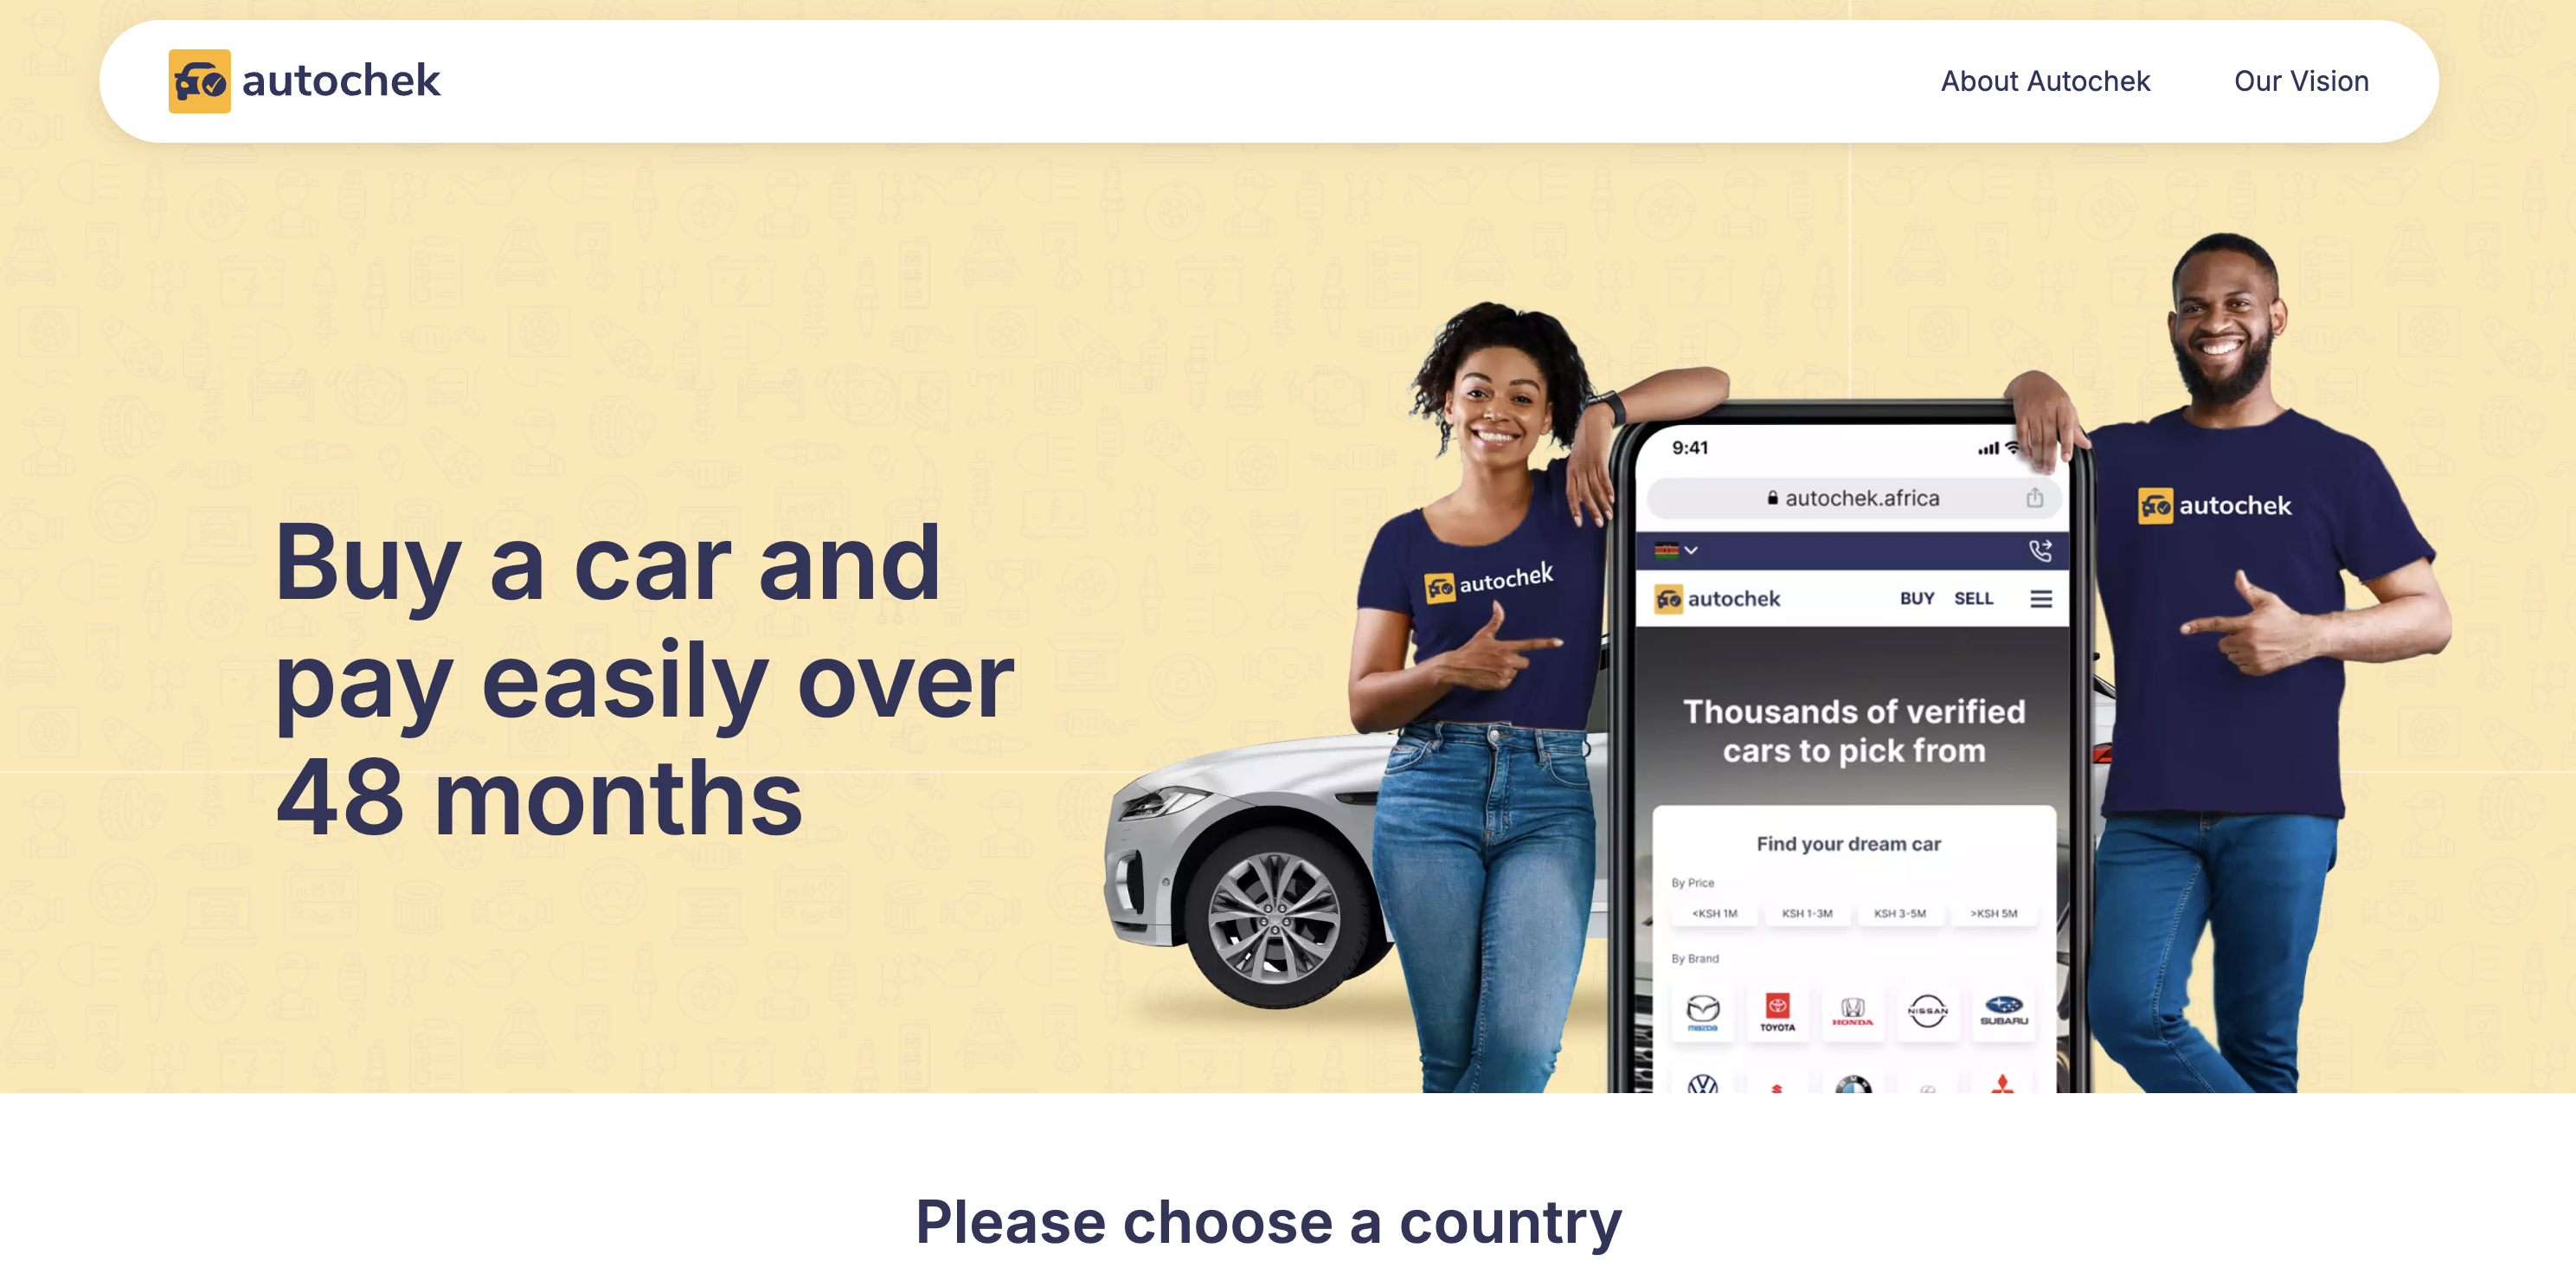 autochek
About Autochek
Our Vision
Buy a car and
pay easily over
48 months
autochek
autochek
9:41
autochek.africa
autochek
BUY
SELL
Thousands of verified
cars to pick from
Find your dream car
By Price
<KSH 1M
KSH 1-3M
KSH 3-5M
>KSH 5M
By Brand
mazda
TOYOTA
HONDA
NISSAN
SUBARU
Please choose a country